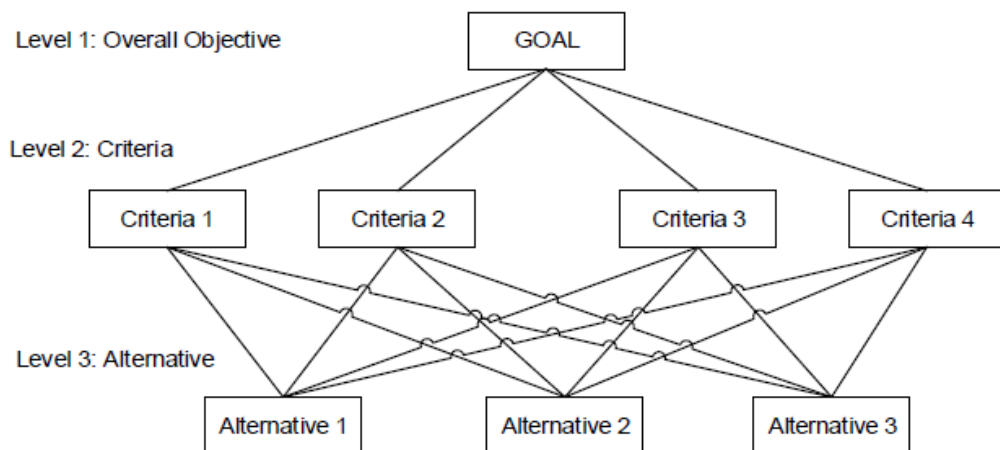 Level 1: Overall Objective
GOAL
Level 2: Criteria
Criteria 1
Criteria 2
Criteria 3
Criteria 4
Level 3: Alternative
Alternative 1
Alternative 2
Alternative 3